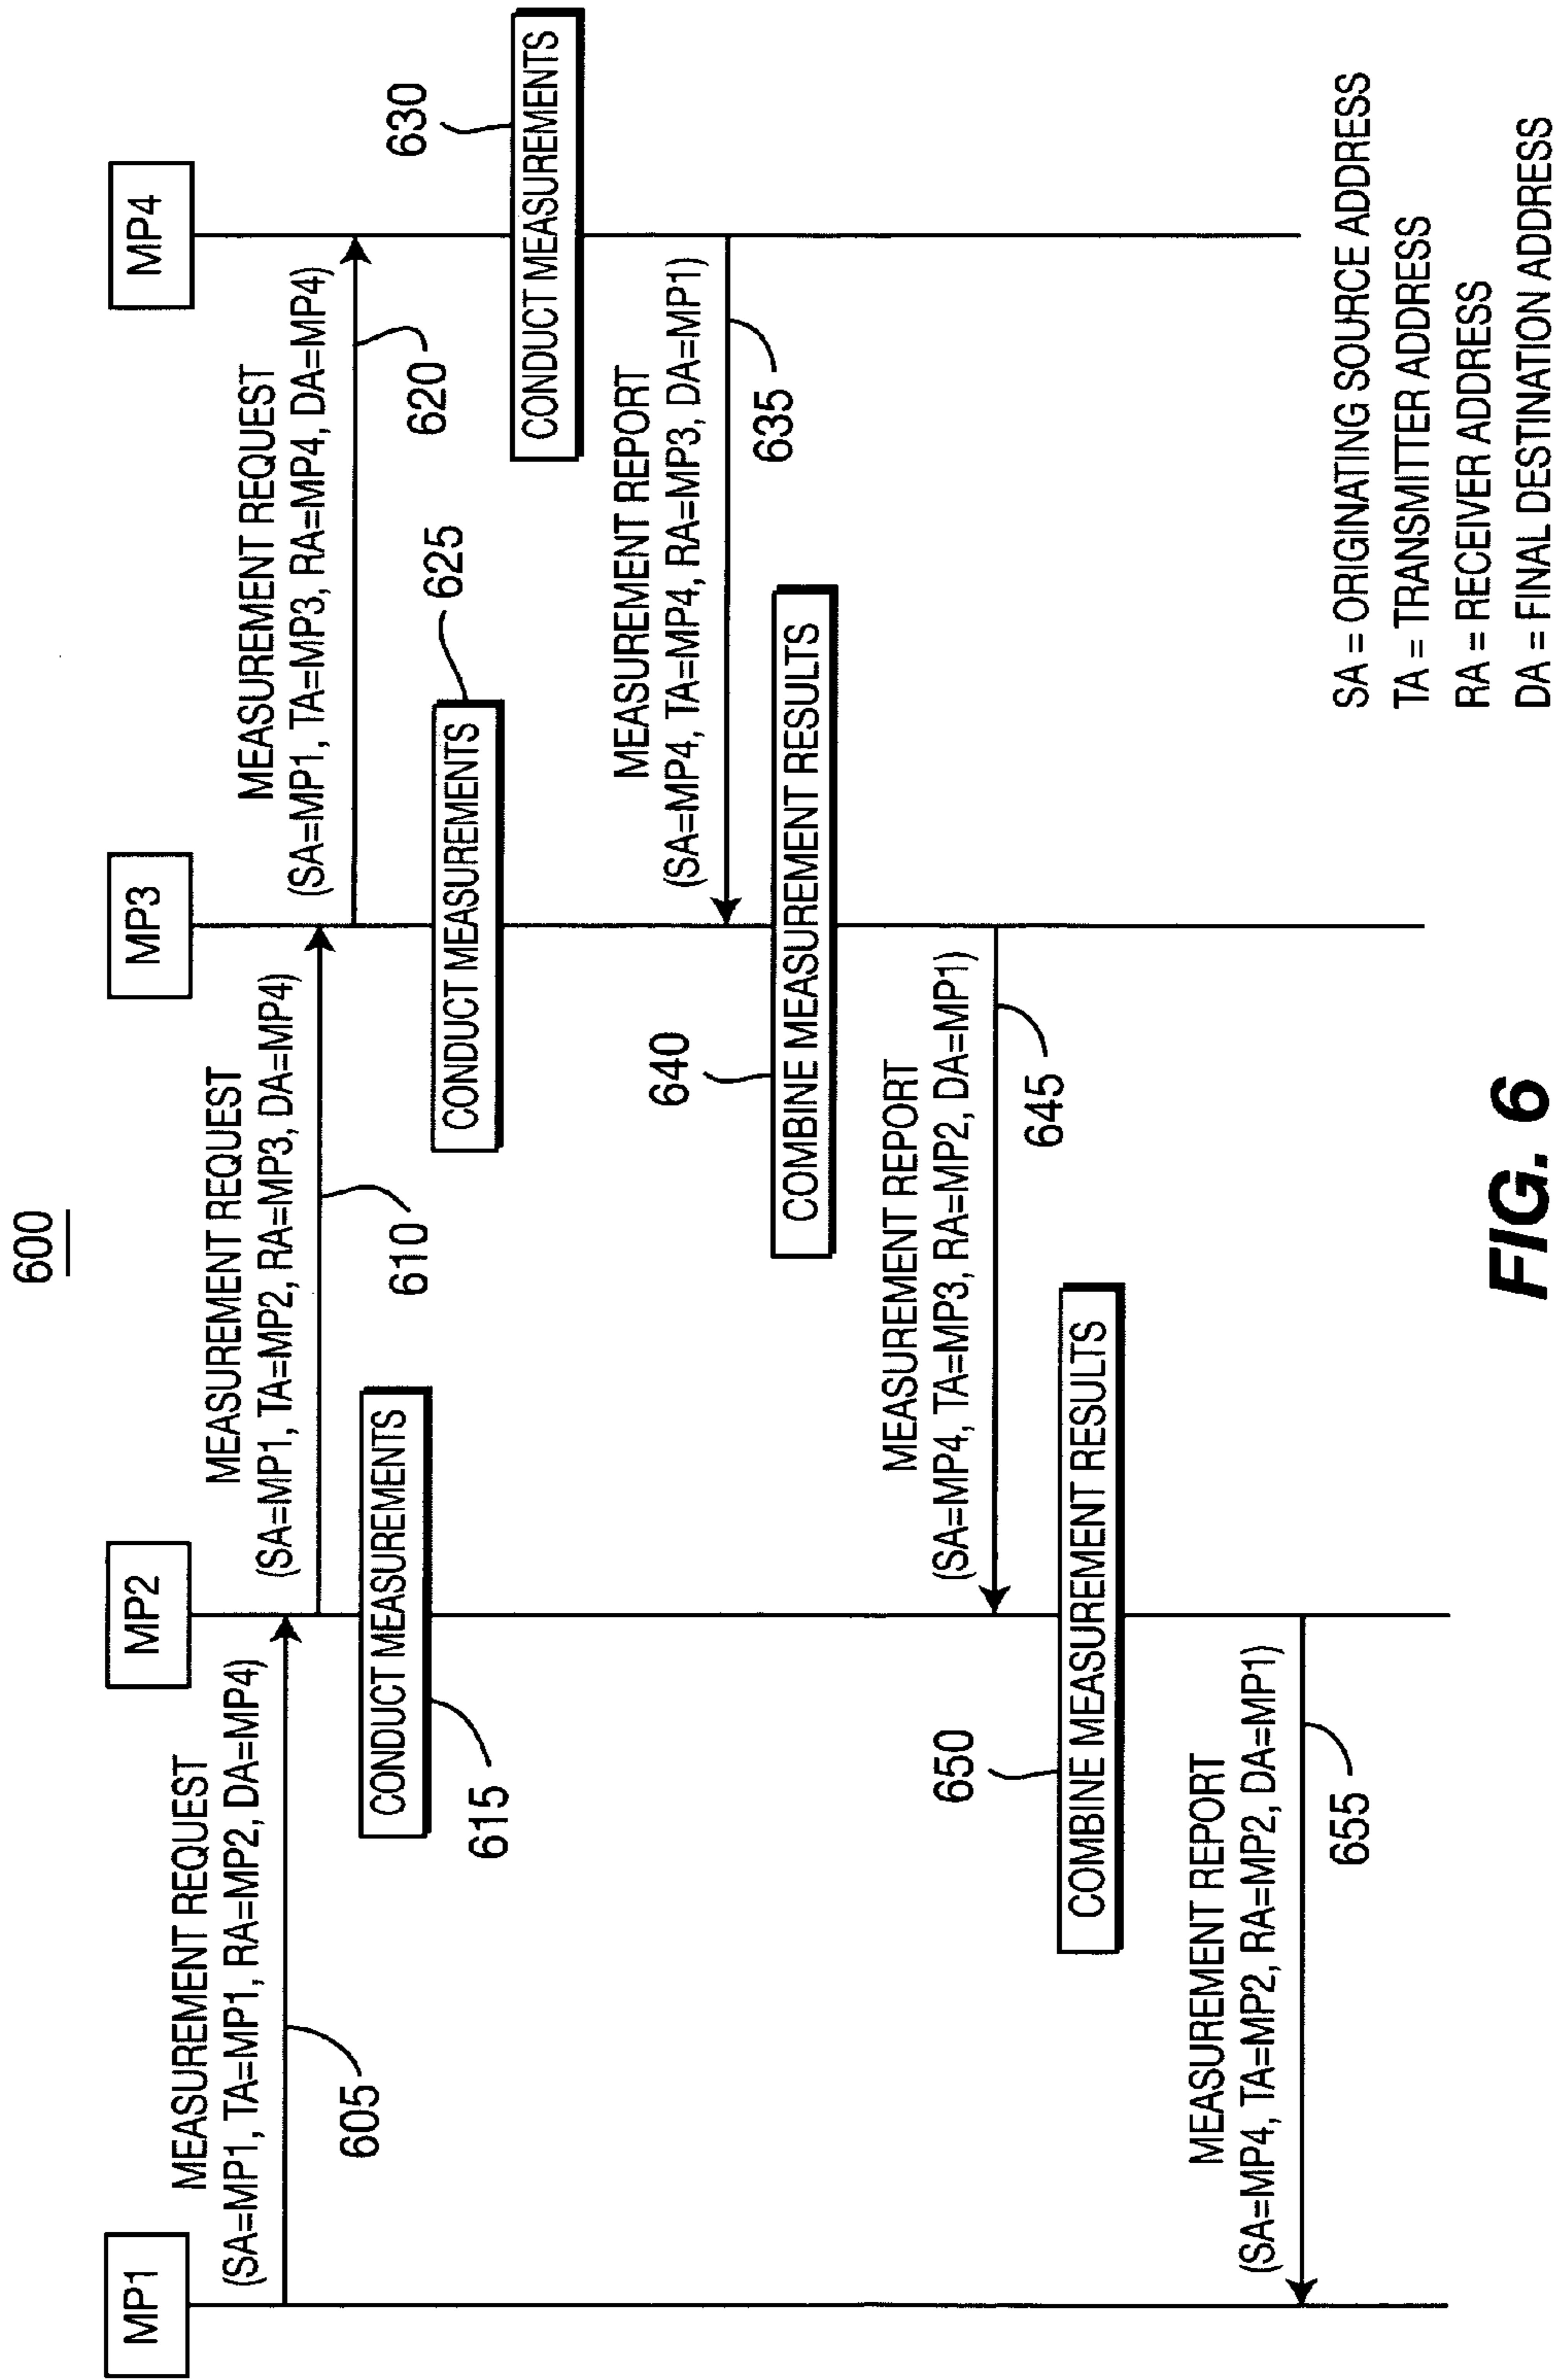 600
MP1
MP2
MP3
MP4
MEASUREMENT REQUEST
(SA=MP1, TA=MP1, RA=MP2, DA=MP4)
605
MEASUREMENT REQUEST
(SA=MP1, TA=MP2, RA=MP3, DA=MP4)
610
CONDUCT MEASUREMENTS
615
MEASUREMENT REQUEST
(SA=MP1, TA=MP3, RA=MP4, DA=MP4)
620
CONDUCT MEASUREMENTS
625
CONDUCT MEASUREMENTS
630
MEASUREMENT REPORT
(SA=MP4, TA=MP4, RA=MP3, DA=MP1)
635
COMBINE MEASUREMENT RESULTS
640
MEASUREMENT REPORT
(SA=MP4, TA=MP3, RA=MP2, DA=MP1)
645
COMBINE MEASUREMENT RESULTS
650
MEASUREMENT REPORT
(SA=MP4, TA=MP2, RA=MP2, DA=MP1)
655
SA = ORIGINATING SOURCE ADDRESS
TA = TRANSMITTER ADDRESS
RA = RECEIVER ADDRESS
DA = FINAL DESTINATION ADDRESS
FIG. 6